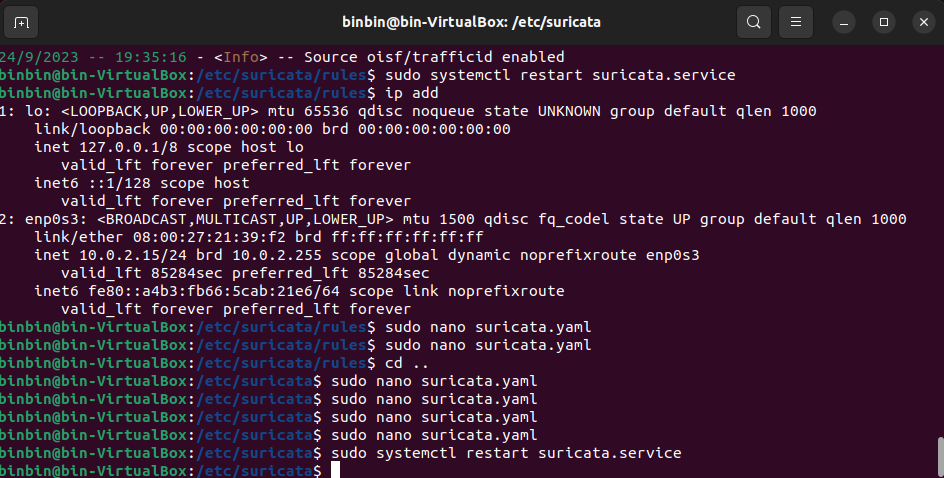 binbin@bin-VirtualBox: /etc/suricata
24/9/2023 -- 19:35:16 - <Info> -- Source oisf/trafficid enabled
binbin@bin-VirtualBox:/etc/suricata/rules$ sudo systemctl restart suricata.service
binbin@bin-VirtualBox:/etc/suricata/rules$ ip add
1: lo: <LOOPBACK,UP,LOWER_UP> mtu 65536 qdisc noqueue state UNKNOWN group default qlen 1000
    link/loopback 00:00:00:00:00:00 brd 00:00:00:00:00:00
    inet 127.0.0.1/8 scope host lo
       valid_lft forever preferred_lft forever
    inet6 ::1/128 scope host
       valid_lft forever preferred_lft forever
2: enp0s3: <BROADCAST,MULTICAST,UP,LOWER_UP> mtu 1500 qdisc fq_codel state UP group default qlen 1000
    link/ether 08:00:27:21:39:f2 brd ff:ff:ff:ff:ff:ff
    inet 10.0.2.15/24 brd 10.0.2.255 scope global dynamic noprefixroute enp0s3
       valid_lft 85284sec preferred_lft 85284sec
    inet6 fe80::a4b3:fb66:5cab:21e6/64 scope link noprefixroute
       valid_lft forever preferred_lft forever
binbin@bin-VirtualBox:/etc/suricata/rules$ sudo nano suricata.yaml
binbin@bin-VirtualBox:/etc/suricata/rules$ sudo nano suricata.yaml
binbin@bin-VirtualBox:/etc/suricata/rules$ cd ..
binbin@bin-VirtualBox:/etc/suricata$ sudo nano suricata.yaml
binbin@bin-VirtualBox:/etc/suricata$ sudo nano suricata.yaml
binbin@bin-VirtualBox:/etc/suricata$ sudo nano suricata.yaml
binbin@bin-VirtualBox:/etc/suricata$ sudo nano suricata.yaml
binbin@bin-VirtualBox:/etc/suricata$ sudo systemctl restart suricata.service
binbin@bin-VirtualBox:/etc/suricata$